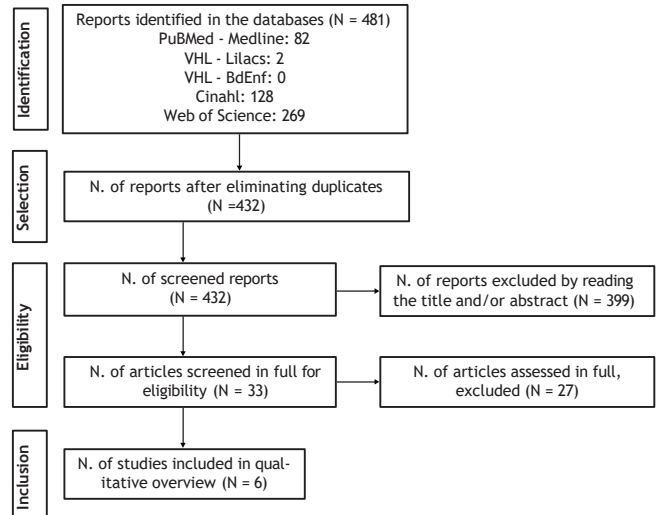 Identification
Reports identified in the databases (N = 481)
PuBMed - Medline: 82
VHL - Lilacs: 2
VHL - BdEnf: 0
Cinahl: 128
Web of Science: 269
Selection
N. of reports after eliminating duplicates
(N =432)
Eligibility
N. of screened reports
(N = 432)
N. of reports excluded by reading
the title and/or abstract (N = 399)
N. of articles screened in full for
eligibility (N = 33)
N. of articles assessed in full,
excluded (N = 27)
Inclusion
N. of studies included in qual-
itative overview (N = 6)